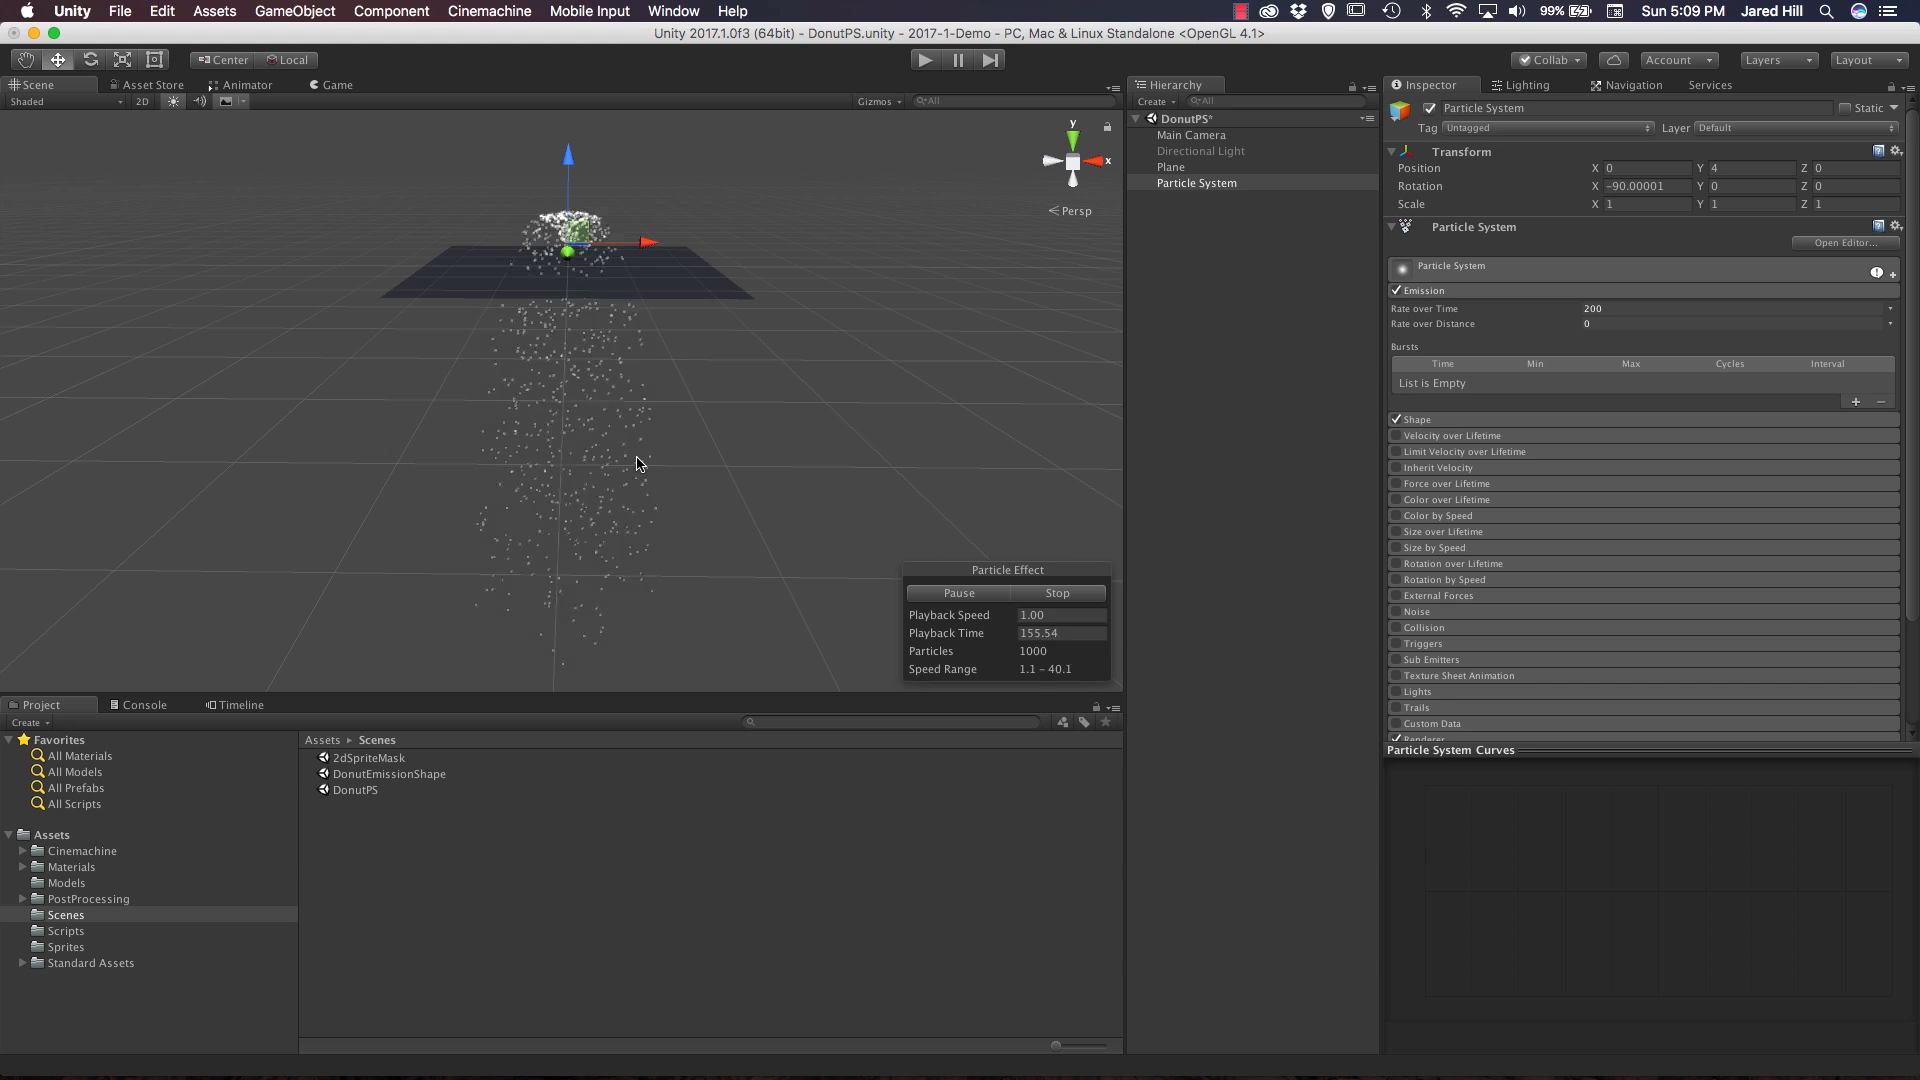 Unity File Edit Assets GameObject Component Cinemachine Mobile Input Window Help 99% Sun 5:09 PM Jared Hill
Unity 2017.1.0f3 (64bit) - DonutPS.unity - 2017-1-Demo - PC, Mac & Linux Standalone <OpenGL 4.1>
Center Local Collab Account Layers Layout
Scene Asset Store Animator Game
Shaded 2D Gizmos All
y
x
Persp
Particle Effect
Pause Stop
Playback Speed 1.00
Playback Time 155.54
Particles 1000
Speed Range 1.1 - 40.1
Hierarchy
Create All
DonutPS*
Main Camera
Directional Light
Plane
Particle System
Inspector Lighting Navigation Services
Particle System Static
Tag Untagged Layer Default
Transform
Position X 0 Y 4 Z 0
Rotation X -90.00001 Y 0 Z 0
Scale X 1 Y 1 Z 1
Particle System
Open Editor...
Particle System
Emission
Rate over Time 200
Rate over Distance 0
Bursts
Time Min Max Cycles Interval
List is Empty
Shape
Velocity over Lifetime
Limit Velocity over Lifetime
Inherit Velocity
Force over Lifetime
Color over Lifetime
Color by Speed
Size over Lifetime
Size by Speed
Rotation over Lifetime
Rotation by Speed
External Forces
Noise
Collision
Triggers
Sub Emitters
Texture Sheet Animation
Lights
Trails
Custom Data
Renderer
Particle System Curves
Project Console Timeline
Create
Favorites
All Materials
All Models
All Prefabs
All Scripts
Assets
Cinemachine
Materials
Models
PostProcessing
Scenes
Scripts
Sprites
Standard Assets
Assets Scenes
2dSpriteMask
DonutEmissionShape
DonutPS